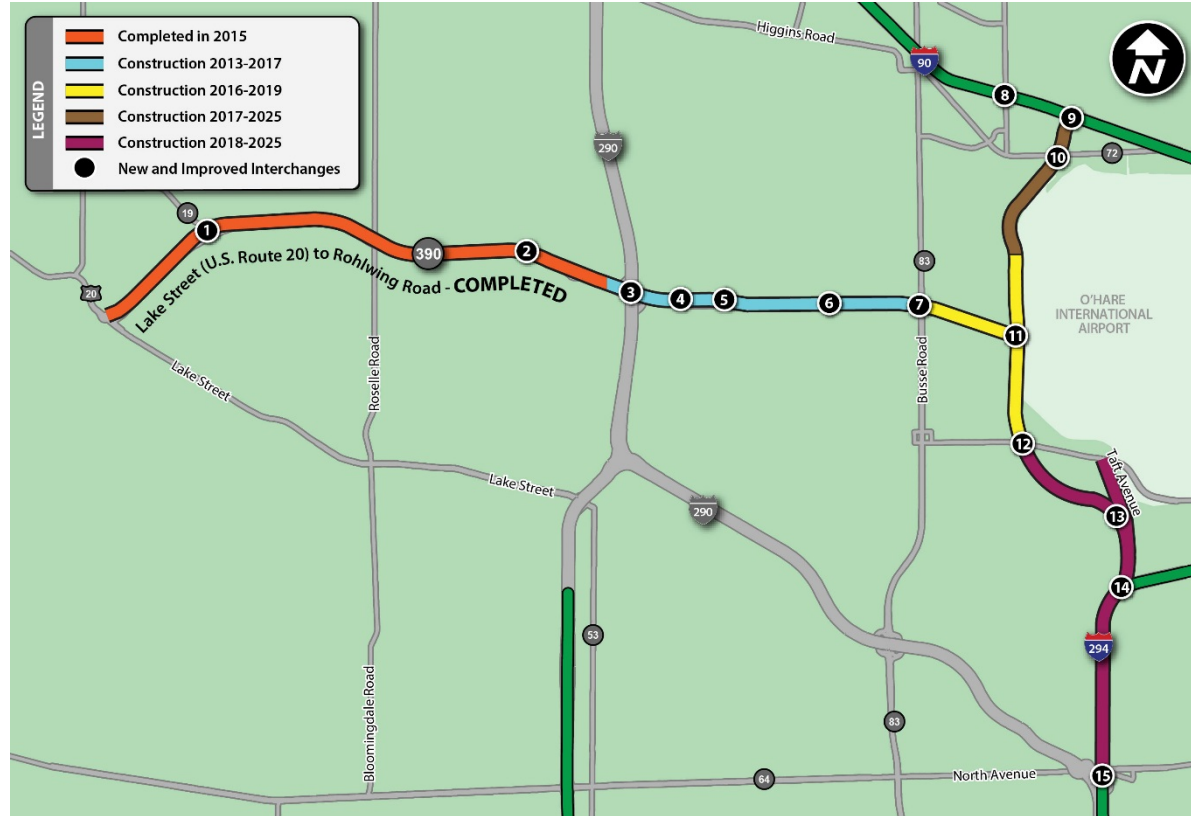 LEGEND
Completed in 2015
Construction 2013-2017
Construction 2016-2019
Construction 2017-2025
Construction 2018-2025
New and Improved Interchanges
Higgins Road
90
N
8
9
10
72
290
19
1
Roselle Road
390
2
83
20
Lake Street (U.S. Route 20) to Rohlwing Road - COMPLETED
3
4
5
6
7
11
O'HARE
INTERNATIONAL
AIRPORT
Lake Street
Busse Road
12
Taft Avenue
Lake Street
290
13
14
53
294
Bloomingdale Road
83
64
North Avenue
15